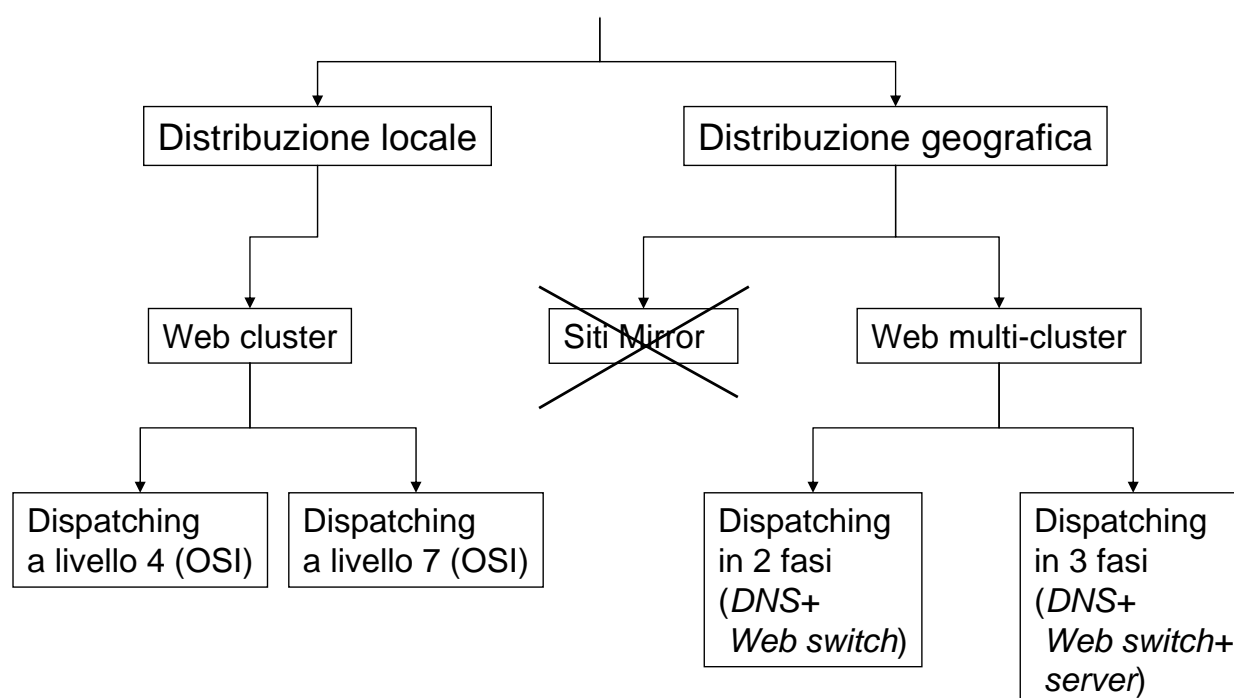 Distribuzione locale
Distribuzione geografica
Web cluster
Siti Mirror
Web multi-cluster
Dispatching
a livello 4 (OSI)
Dispatching
a livello 7 (OSI)
Dispatching
in 2 fasi
(DNS+
Web switch)
Dispatching
in 3 fasi
(DNS+
Web switch+
server)